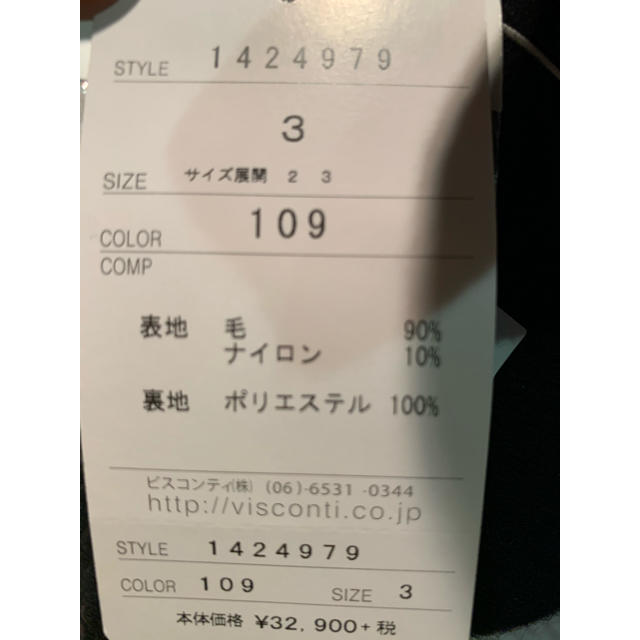 STYLE 1424979
3
SIZE サイズ展開 2 3
COLOR 109
COMP
表地 毛 90%
ナイロン 10%
裏地 ポリエステル 100%
ビスコンティ(株) (06)-6531-0344
http://visconti.co.jp
STYLE 1424979
COLOR 109 SIZE 3
本体価格 ¥32,900+税